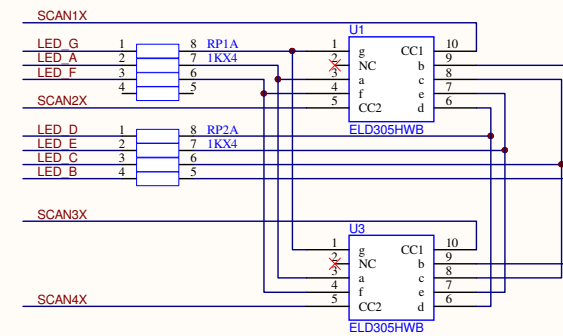 SCAN1X
U1
LED_G 1 8 RP1A 1 g CC1 10
LED_A 2 7 1KX4 2 NC b 9
LED_F 3 6 3 a c 8
4 5 4 f e 7
SCAN2X 5 CC2 d 6
ELD305HWB
LED_D 1 8 RP2A
LED_E 2 7 1KX4
LED_C 3 6
LED_B 4 5
SCAN3X
U3
1 g CC1 10
2 NC b 9
3 a c 8
4 f e 7
SCAN4X 5 CC2 d 6
ELD305HWB